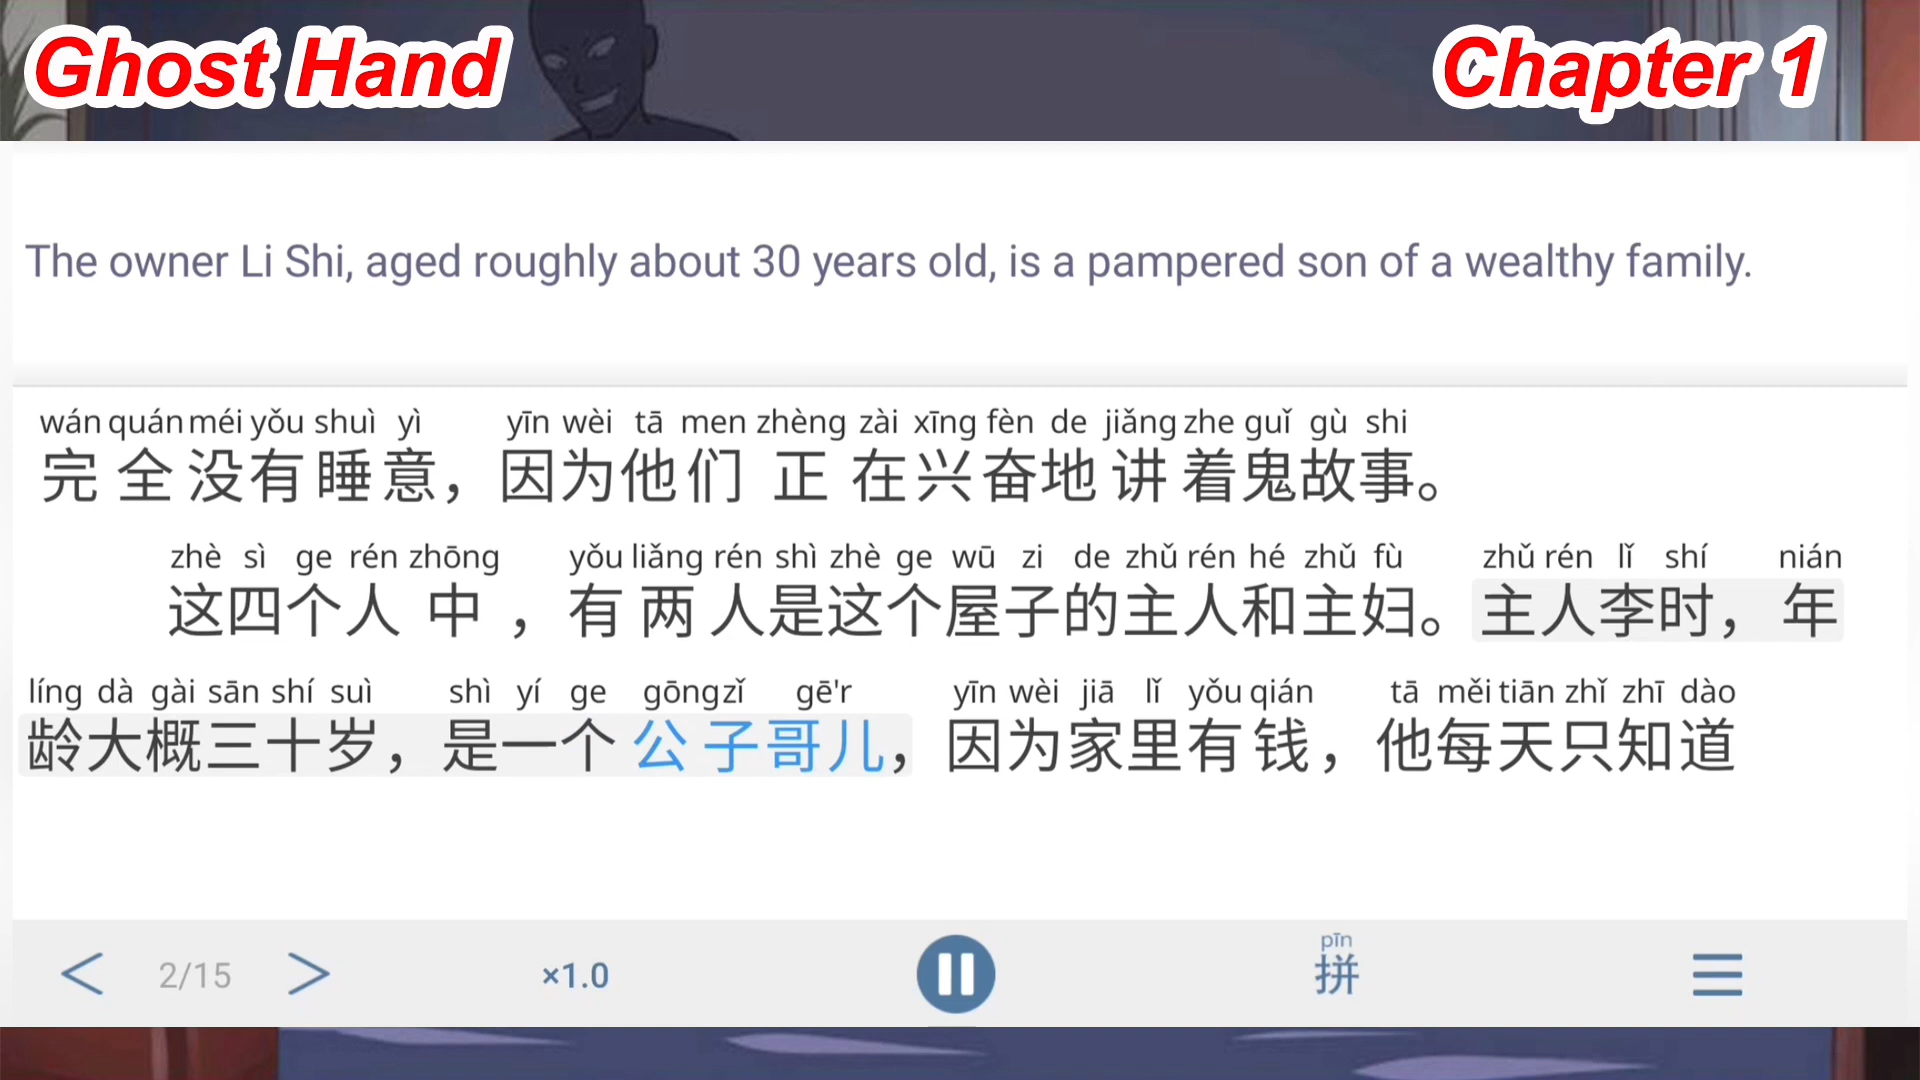 Ghost Hand
Chapter 1
The owner Li Shi, aged roughly about 30 years old, is a pampered son of a wealthy family.
wán quán méi yǒu shuì yì yīn wèi tā men zhèng zài xīng fèn de jiǎng zhe guǐ gù shi
完全没有睡意，因为他们正在兴奋地讲着鬼故事。
zhè sì ge rén zhōng yǒu liǎng rén shì zhè ge wū zi de zhǔ rén hé zhǔ fù zhǔ rén lǐ shí nián
这四个人中，有两人是这个屋子的主人和主妇。主人李时，年
líng dà gài sān shí suì shì yí ge gōngzǐ gē'r yīn wèi jiā lǐ yǒu qián tā měi tiān zhǐ zhī dào
龄大概三十岁，是一个公子哥儿，因为家里有钱，他每天只知道
< 2/15 > ×1.0 pīn
拼